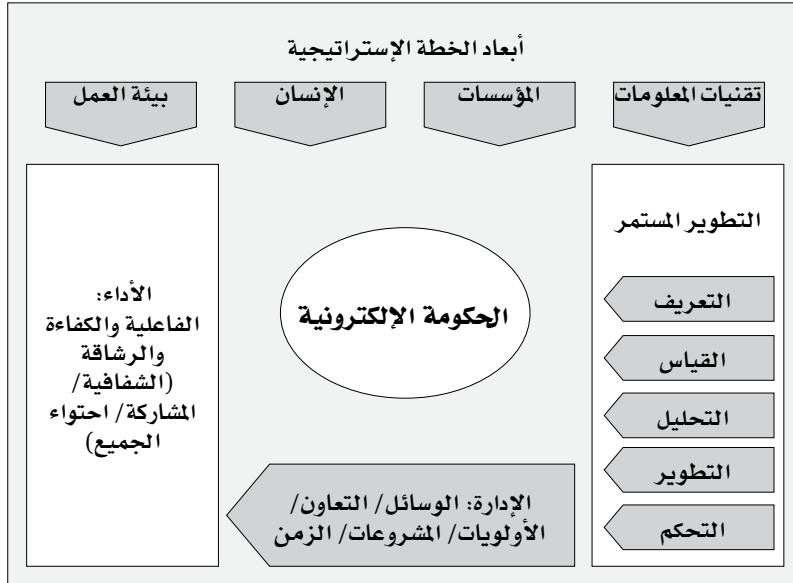 أبعاد الخطة الإستراتيجية
تقنيات المعلومات
المؤسسات
الإنسان
بيئة العمل
التطوير المستمر
التعريف
القياس
التحليل
التطوير
التحكم
الحكومة الإلكترونية
الإدارة: الوسائل/ التعاون/
الأولويات/ المشروعات/ الزمن
الأداء:
الفاعلية والكفاءة
والرشاقة
(الشفافية/
المشاركة/ احتواء
الجميع)